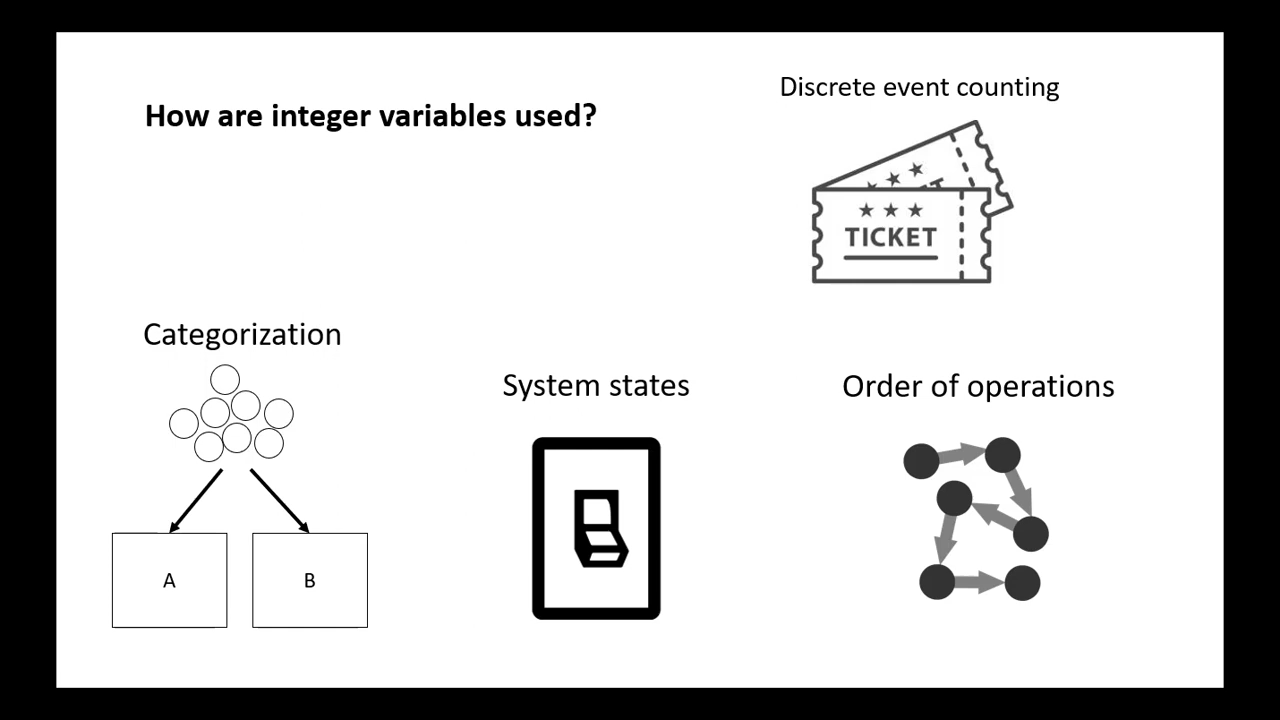 How are integer variables used?
Discrete event counting
TICKET
Categorization
A
B
System states
Order of operations